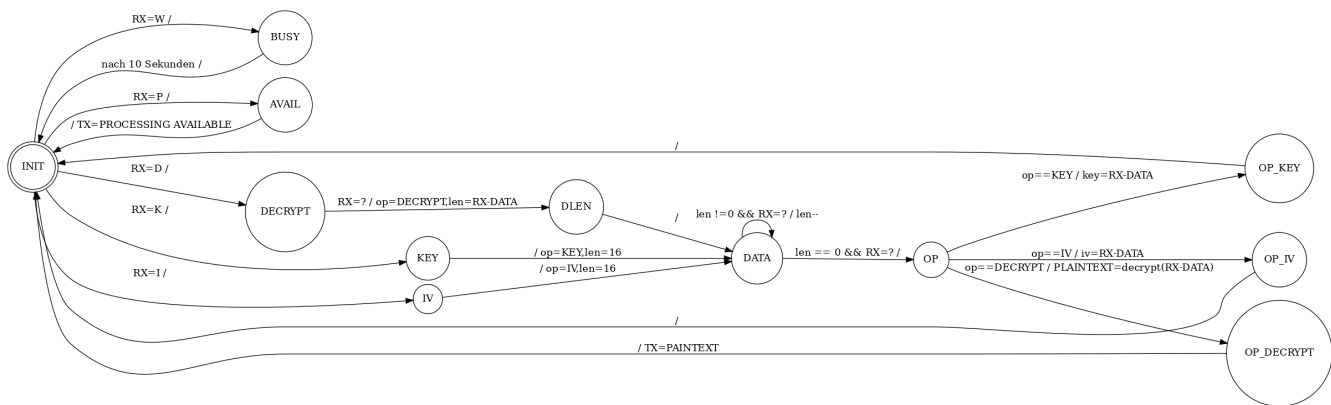 RX=W /
BUSY
nach 10 Sekunden /
RX=P /
AVAIL
/ TX=PROCESSING AVAILABLE
INIT
/
RX=D /
DECRYPT
RX=? / op=DECRYPT,len=RX-DATA
DLEN
/
len !=0 && RX=? / len--
RX=K /
KEY
/ op=KEY,len=16
DATA
len == 0 && RX=? /
OP
op==KEY / key=RX-DATA
OP_KEY
RX=I /
IV
/ op=IV,len=16
op==IV / iv=RX-DATA
OP_IV
op==DECRYPT / PLAINTEXT=decrypt(RX-DATA)
/
/ TX=PAINTEXT
OP_DECRYPT